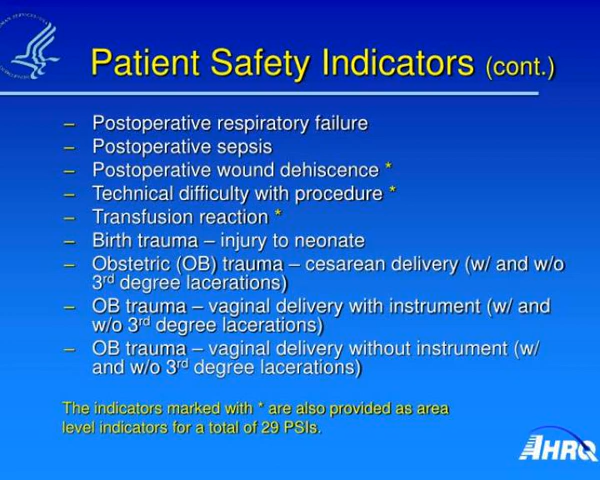 Patient Safety Indicators (cont.)
– Postoperative respiratory failure
– Postoperative sepsis
– Postoperative wound dehiscence *
– Technical difficulty with procedure *
– Transfusion reaction *
– Birth trauma – injury to neonate
– Obstetric (OB) trauma – cesarean delivery (w/ and w/o
3rd degree lacerations)
– OB trauma – vaginal delivery with instrument (w/ and
w/o 3rd degree lacerations)
– OB trauma – vaginal delivery without instrument (w/
and w/o 3rd degree lacerations)
The indicators marked with * are also provided as area
level indicators for a total of 29 PSIs.
AHRQ